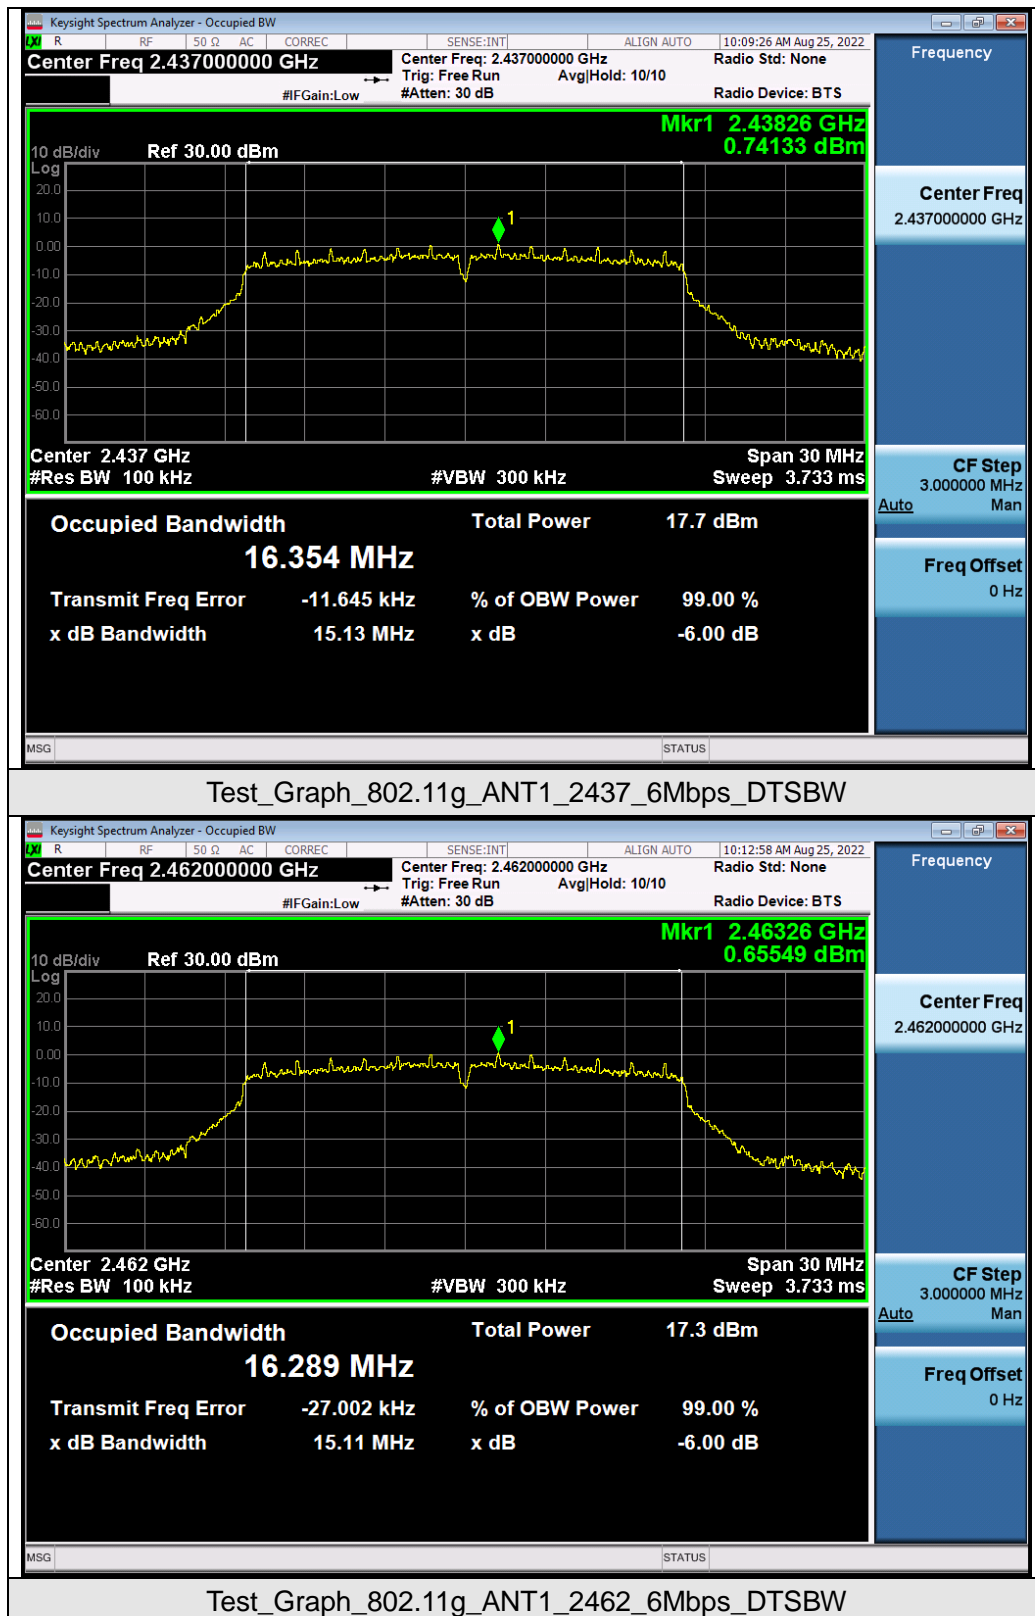 Keysight Spectrum Analyzer - Occupied BW
LXI R RF 50 Ω AC CORREC SENSE:INT ALIGN AUTO 10:09:26 AM Aug 25, 2022
Center Freq 2.437000000 GHz
Center Freq: 2.437000000 GHz
Radio Std: None
Trig: Free Run Avg|Hold: 10/10
#IFGain:Low #Atten: 30 dB Radio Device: BTS
Frequency
Mkr1 2.43826 GHz
0.74133 dBm
10 dB/div Ref 30.00 dBm
Log
20.0
10.0
0.00
-10.0
-20.0
-30.0
-40.0
-50.0
-60.0
1
Center 2.437 GHz Span 30 MHz
#Res BW 100 kHz #VBW 300 kHz Sweep 3.733 ms
Center Freq
2.437000000 GHz
CF Step
3.000000 MHz
Auto Man
Freq Offset
0 Hz
Occupied Bandwidth Total Power 17.7 dBm
16.354 MHz
Transmit Freq Error -11.645 kHz % of OBW Power 99.00 %
x dB Bandwidth 15.13 MHz x dB -6.00 dB
MSG STATUS
Test_Graph_802.11g_ANT1_2437_6Mbps_DTSBW
Keysight Spectrum Analyzer - Occupied BW
LXI R RF 50 Ω AC CORREC SENSE:INT ALIGN AUTO 10:12:58 AM Aug 25, 2022
Center Freq 2.462000000 GHz
Center Freq: 2.462000000 GHz
Radio Std: None
Trig: Free Run Avg|Hold: 10/10
#IFGain:Low #Atten: 30 dB Radio Device: BTS
Frequency
Mkr1 2.46326 GHz
0.65549 dBm
10 dB/div Ref 30.00 dBm
Log
20.0
10.0
0.00
-10.0
-20.0
-30.0
-40.0
-50.0
-60.0
1
Center 2.462 GHz Span 30 MHz
#Res BW 100 kHz #VBW 300 kHz Sweep 3.733 ms
Center Freq
2.462000000 GHz
CF Step
3.000000 MHz
Auto Man
Freq Offset
0 Hz
Occupied Bandwidth Total Power 17.3 dBm
16.289 MHz
Transmit Freq Error -27.002 kHz % of OBW Power 99.00 %
x dB Bandwidth 15.11 MHz x dB -6.00 dB
MSG STATUS
Test_Graph_802.11g_ANT1_2462_6Mbps_DTSBW